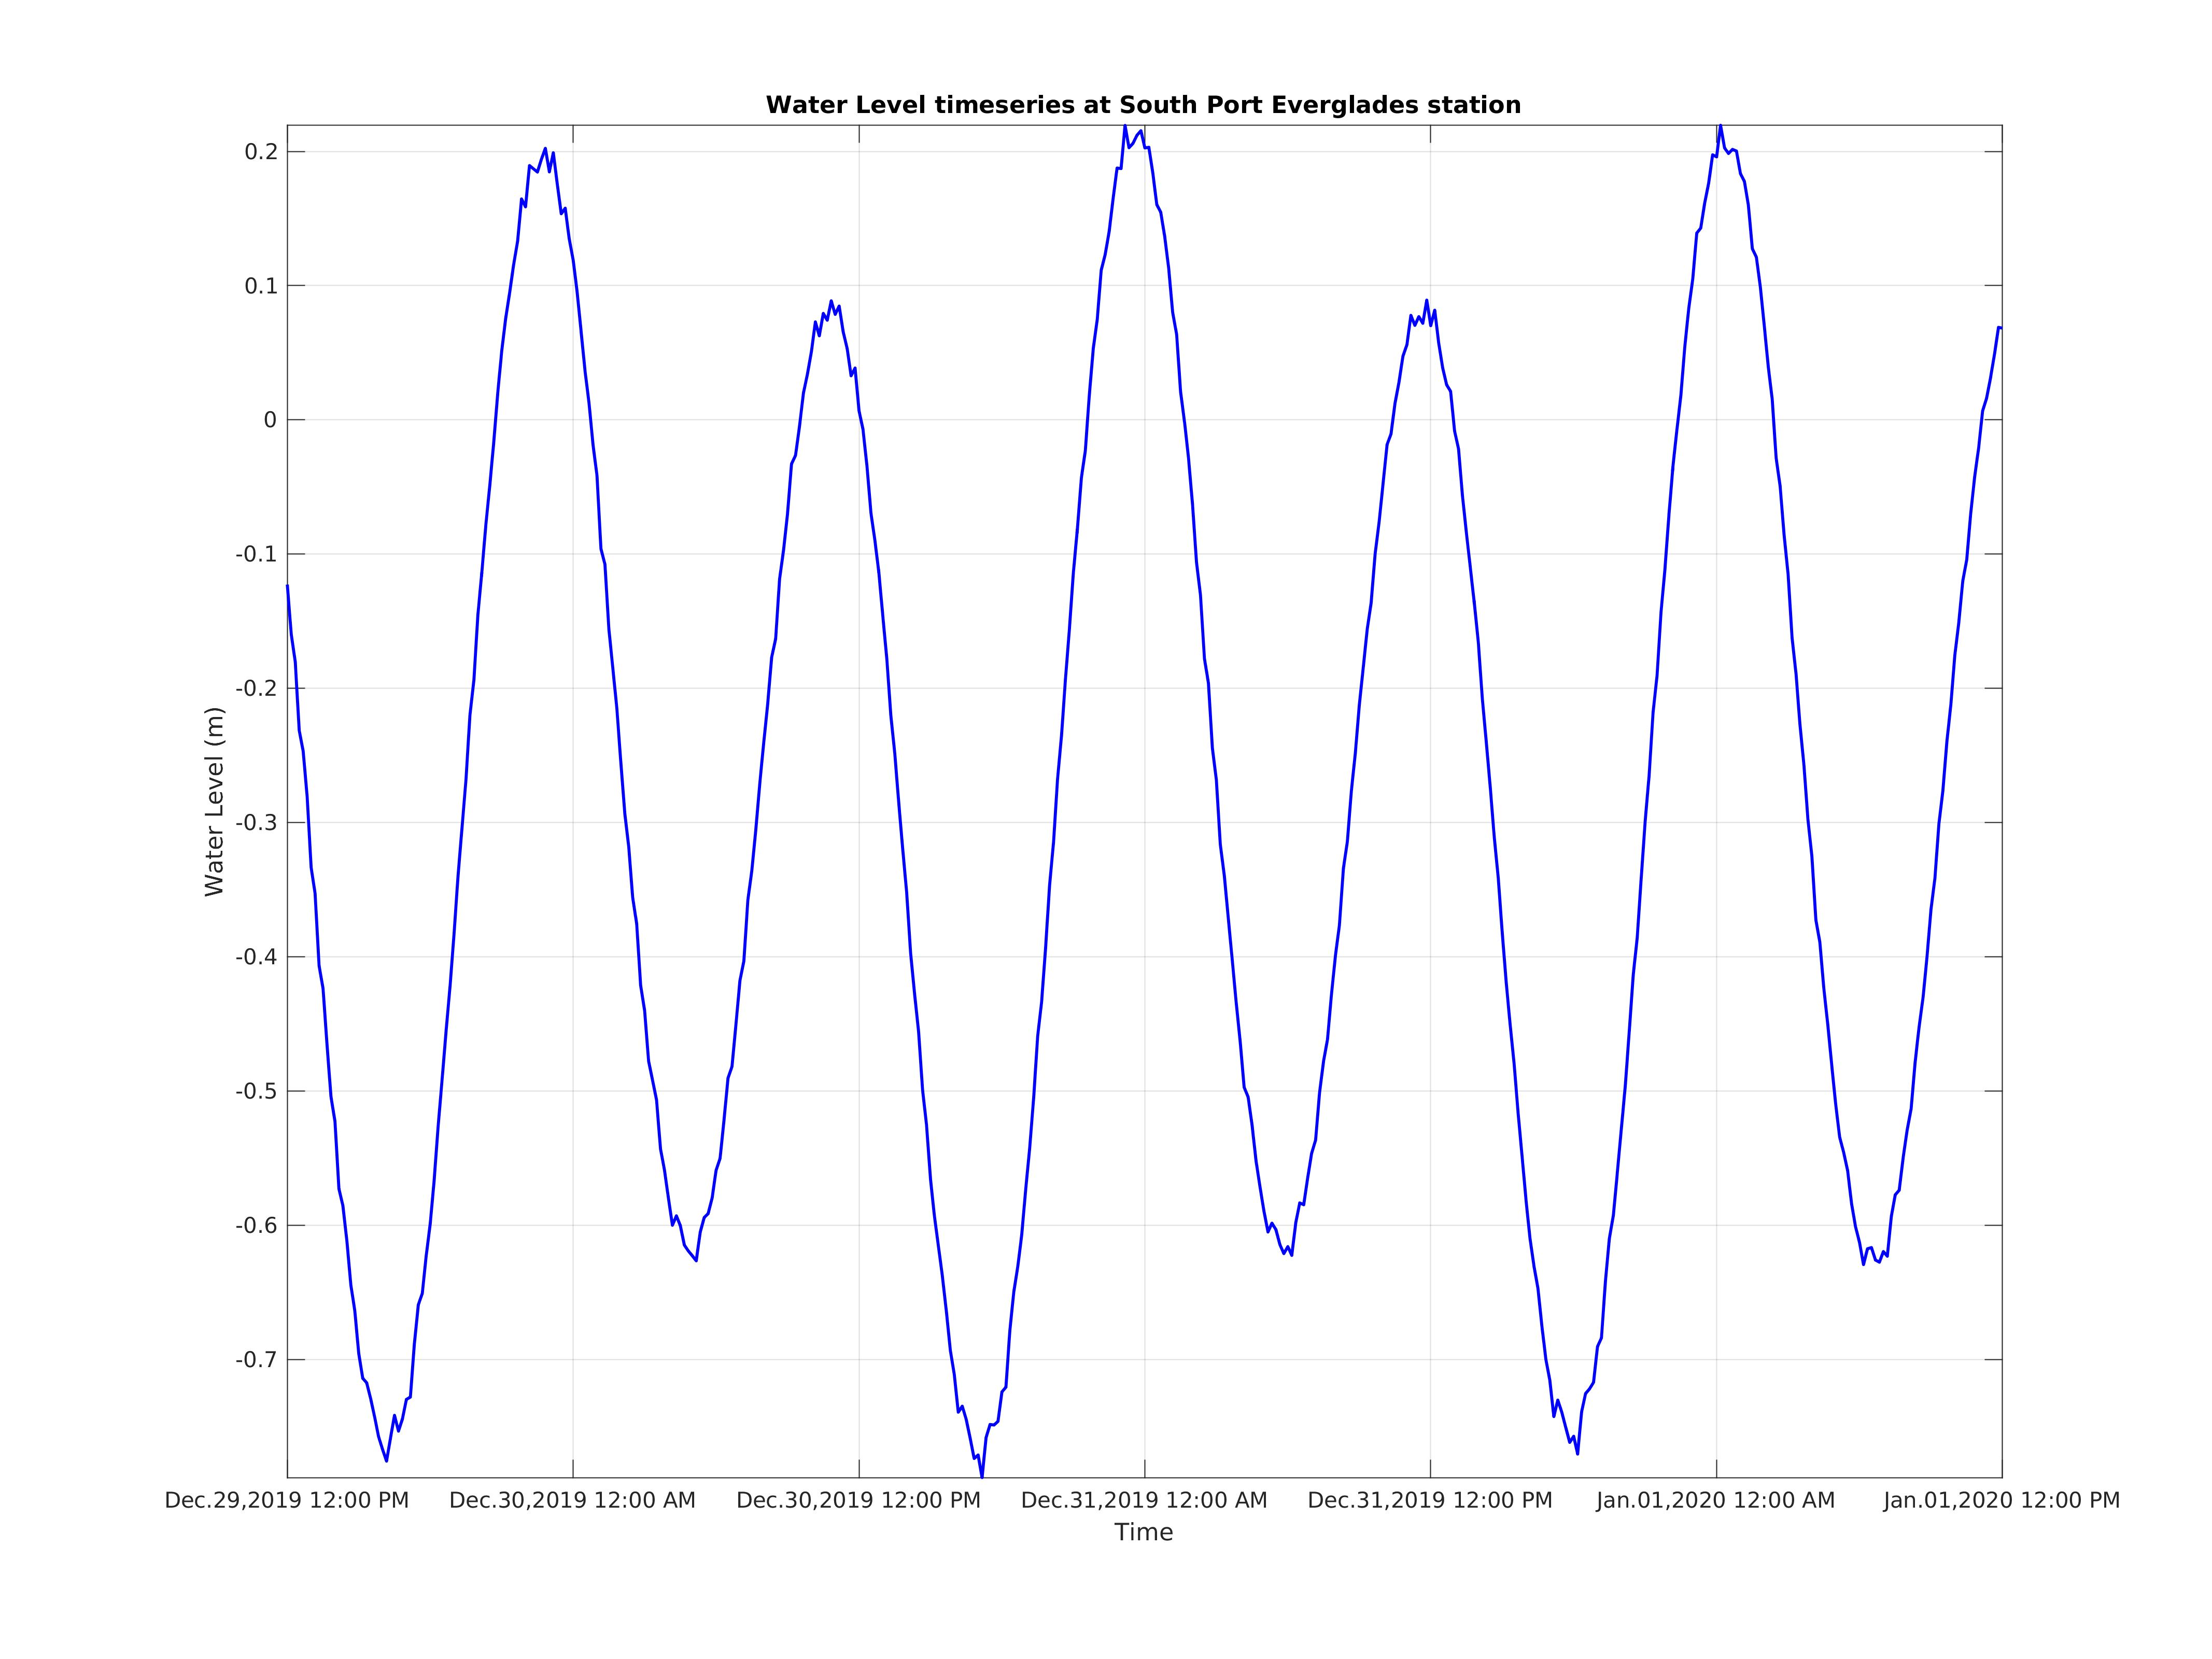 Water Level timeseries at South Port Everglades station
0.2
0.1
0
-0.1
-0.2
-0.3
-0.4
-0.5
-0.6
-0.7
Water Level (m)
Dec.29,2019 12:00 PM Dec.30,2019 12:00 AM Dec.30,2019 12:00 PM Dec.31,2019 12:00 AM Dec.31,2019 12:00 PM Jan.01,2020 12:00 AM Jan.01,2020 12:00 PM
Time